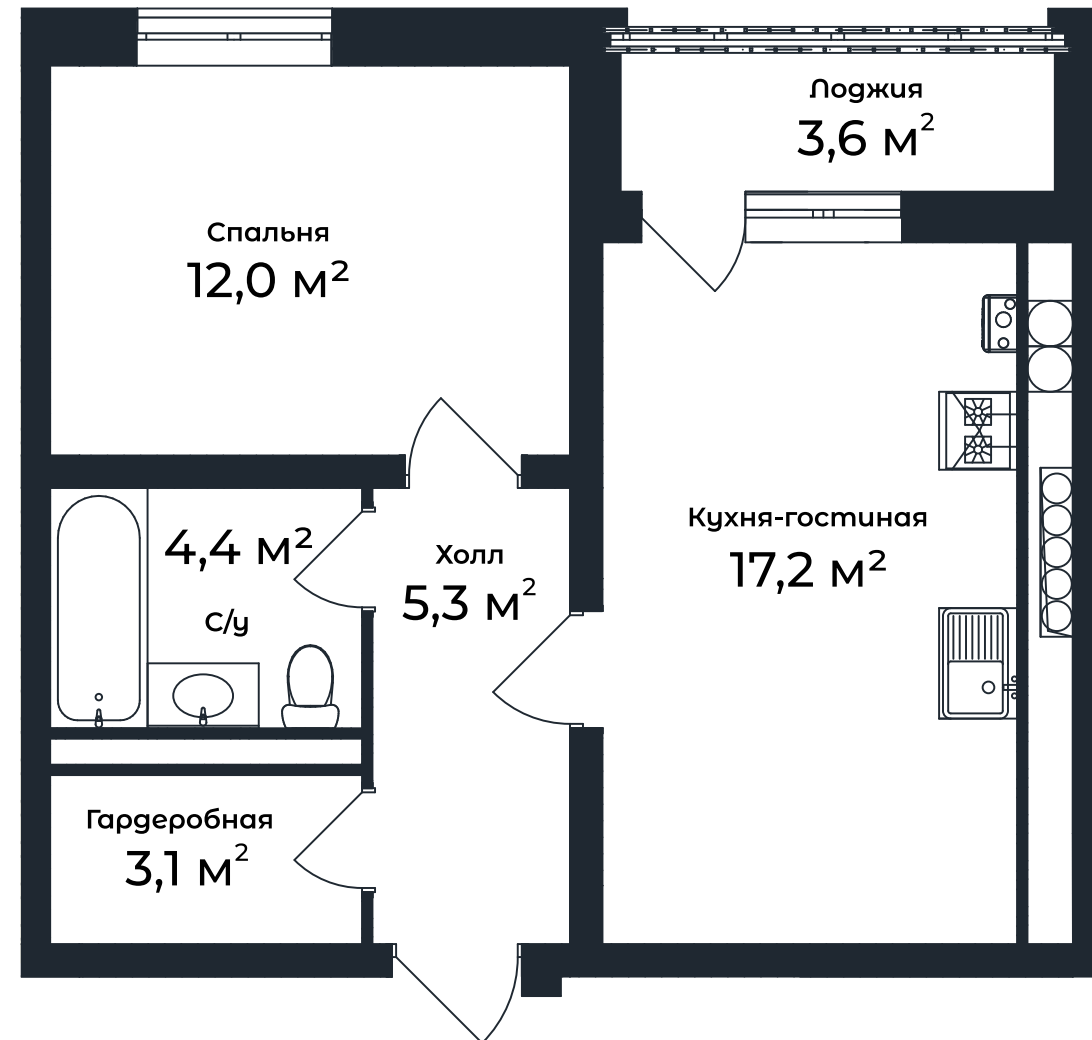 Лоджия
3,6 м²
Спальня
12,0 м²
Кухня-гостиная
17,2 м²
4,4 м²
С/у
Холл
5,3 м²
Гардеробная
3,1 м²